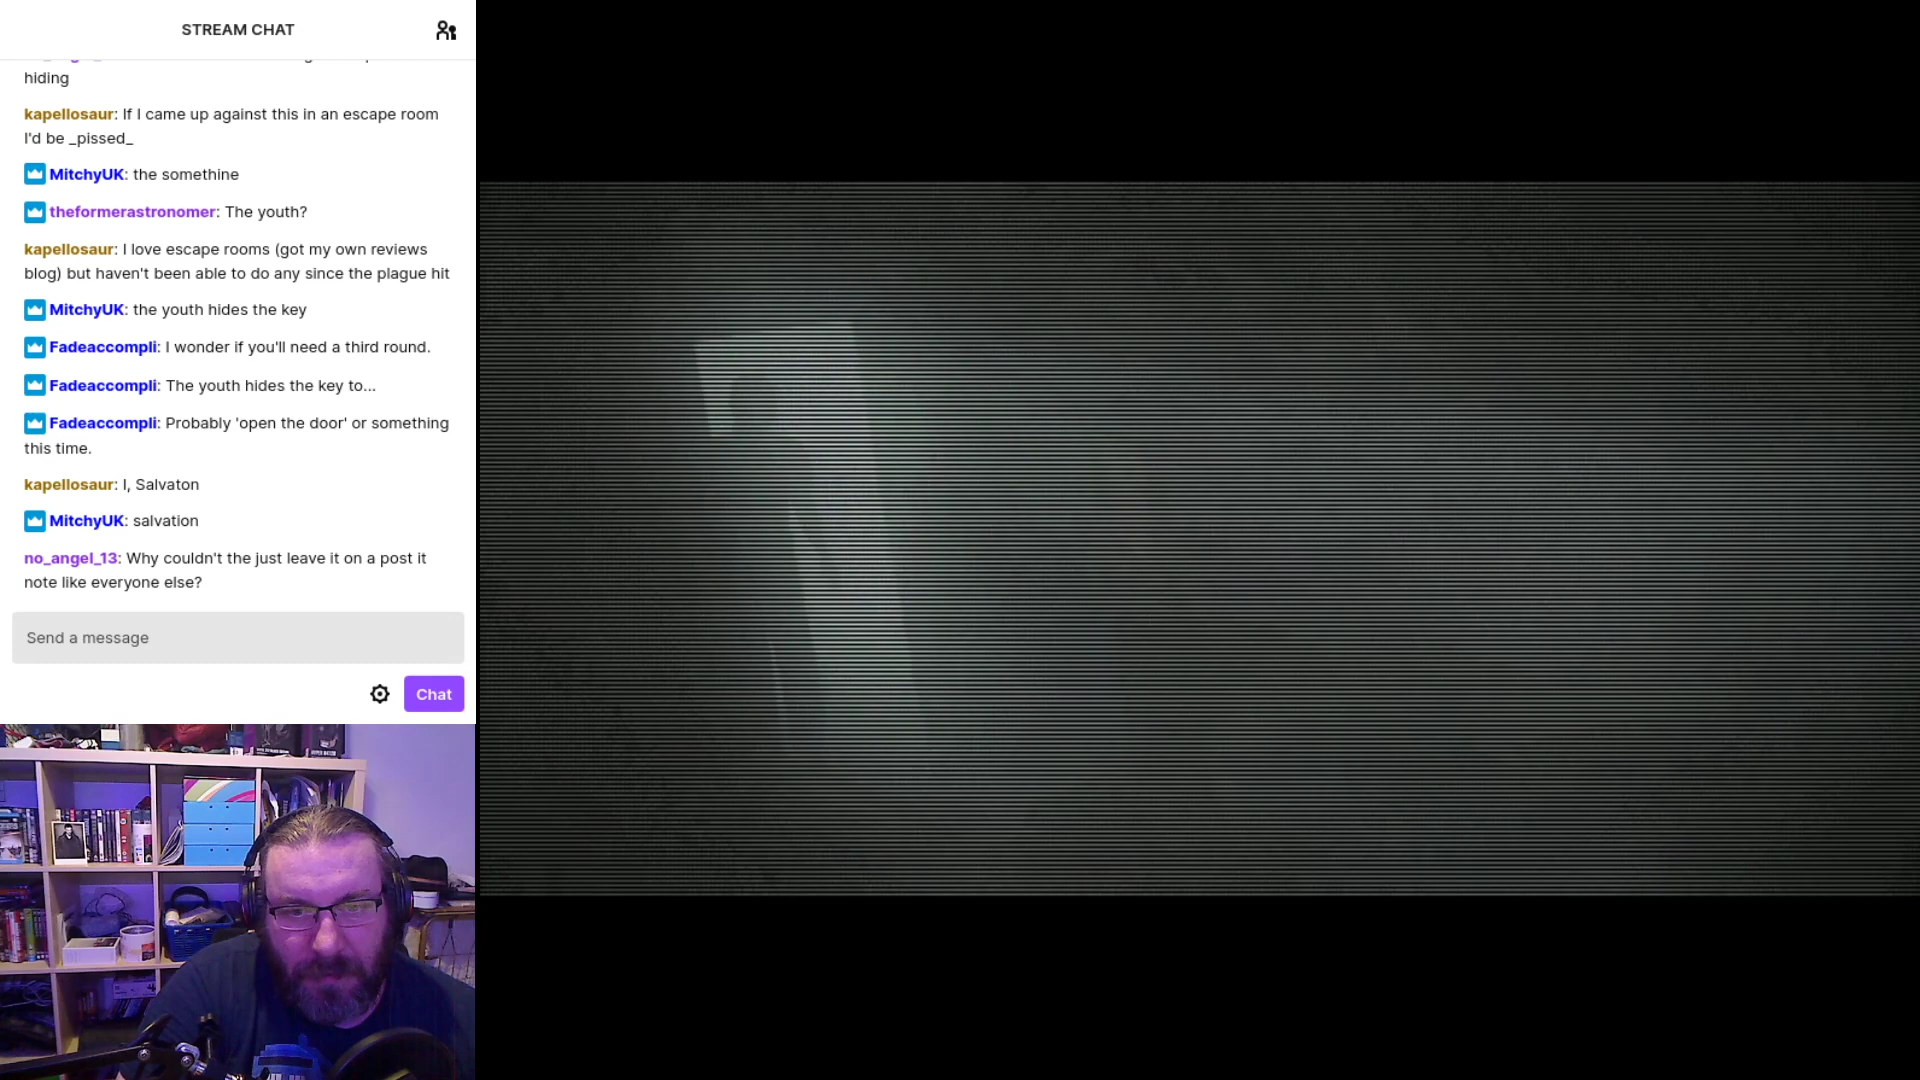 STREAM CHAT
hiding
kapellosaur: If I came up against this in an escape room
I'd be _pissed_
MitchyUK: the somethine
theformerastronomer: The youth?
kapellosaur: I love escape rooms (got my own reviews
blog) but haven't been able to do any since the plague hit
MitchyUK: the youth hides the key
Fadeaccompli: I wonder if you'll need a third round.
Fadeaccompli: The youth hides the key to...
Fadeaccompli: Probably 'open the door' or something
this time.
kapellosaur: I, Salvaton
MitchyUK: salvation
no_angel_13: Why couldn't the just leave it on a post it
note like everyone else?
Send a message
Chat